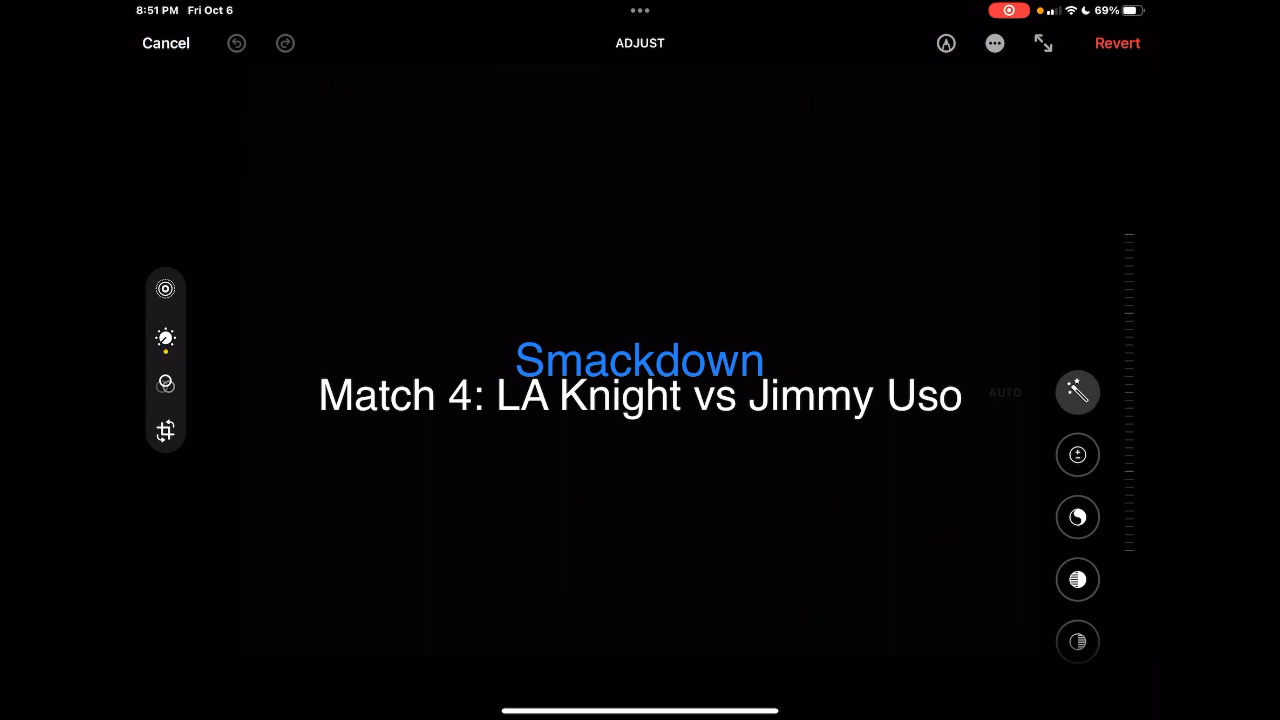 8:51 PM Fri Oct 6
69%
Cancel
ADJUST
Revert
Smackdown
Match 4: LA Knight vs Jimmy Uso
AUTO